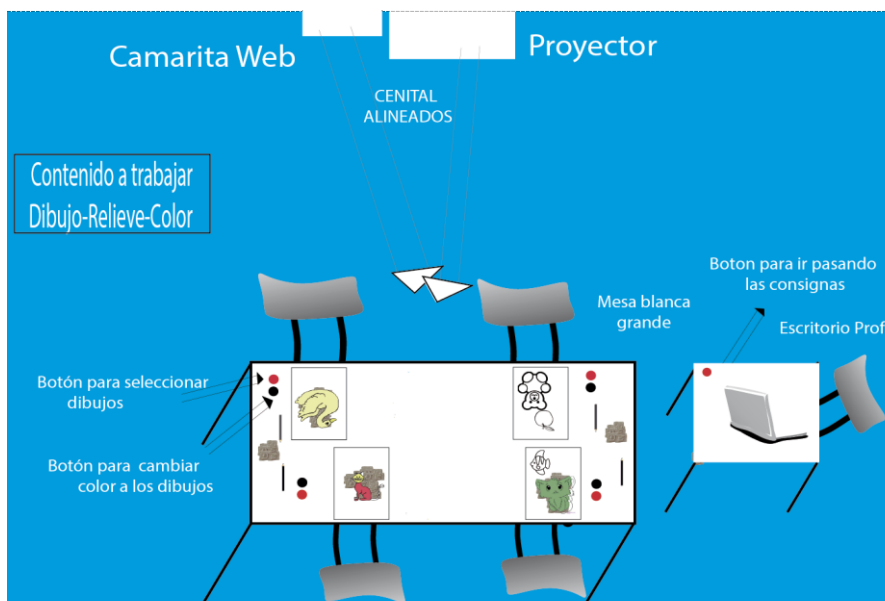 Camarita Web
Proyector
CENITAL
ALINEADOS
Contenido a trabajar
Dibujo-Relieve-Color
Boton para ir pasando
las consignas
Mesa blanca
grande
Escritorio Prof
Botón para seleccionar
dibujos
Botón para cambiar
color a los dibujos